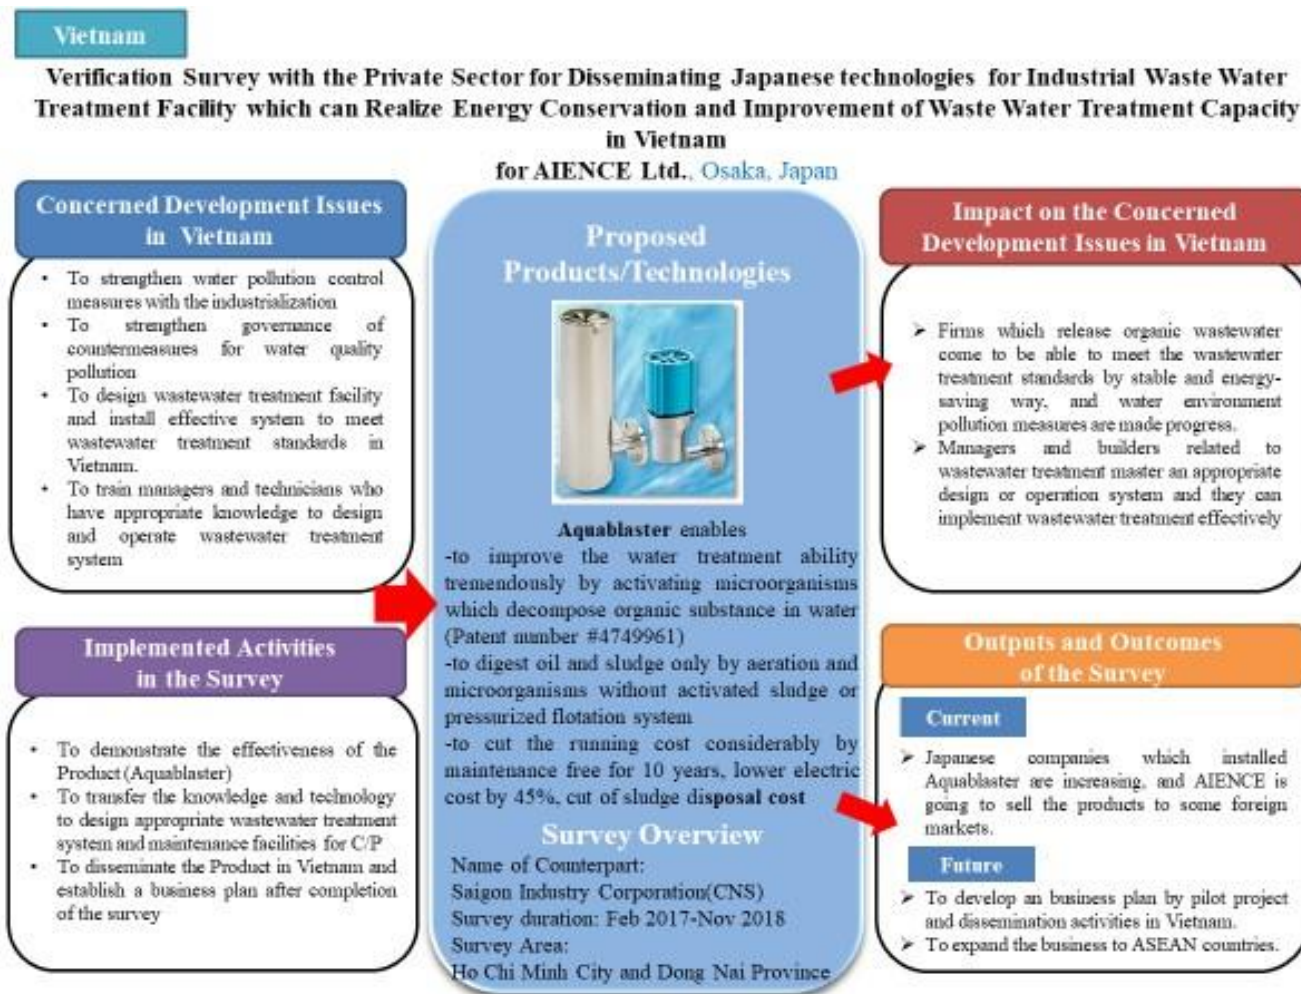 Vietnam
Verification Survey with the Private Sector for Disseminating Japanese technologies for Industrial Waste Water
Treatment Facility which can Realize Energy Conservation and Improvement of Waste Water Treatment Capacity
in Vietnam
for AIENCE Ltd., Osaka, Japan
Concerned Development Issues
in Vietnam
• To strengthen water pollution control
measures with the industrialization
• To strengthen governance of
countermeasures for water quality
pollution
• To design wastewater treatment facility
and install effective system to meet
wastewater treatment standards in
Vietnam.
• To train managers and technicians who
have appropriate knowledge to design
and operate wastewater treatment
system
Implemented Activities
in the Survey
• To demonstrate the effectiveness of the
Product (Aquablaster)
• To transfer the knowledge and technology
to design appropriate wastewater treatment
system and maintenance facilities for C/P
• To disseminate the Product in Vietnam and
establish a business plan after completion
of the survey
Proposed
Products/Technologies
Aquablaster enables
-to improve the water treatment ability
tremendously by activating microorganisms
which decompose organic substance in water
(Patent number #4749961)
-to digest oil and sludge only by aeration and
microorganisms without activated sludge or
pressurized flotation system
-to cut the running cost considerably by
maintenance free for 10 years, lower electric
cost by 45%, cut of sludge disposal cost
Survey Overview
Name of Counterpart:
Saigon Industry Corporation(CNS)
Survey duration: Feb 2017-Nov 2018
Survey Area:
Ho Chi Minh City and Dong Nai Province
Impact on the Concerned
Development Issues in Vietnam
➢ Firms which release organic wastewater
come to be able to meet the wastewater
treatment standards by stable and energy-
saving way, and water environment
pollution measures are made progress.
➢ Managers and builders related to
wastewater treatment master an appropriate
design or operation system and they can
implement wastewater treatment effectively
Outputs and Outcomes
of the Survey
Current
➢ Japanese companies which installed
Aquablaster are increasing, and AIENCE is
going to sell the products to some foreign
markets.
Future
➢ To develop an business plan by pilot project
and dissemination activities in Vietnam.
➢ To expand the business to ASEAN countries.